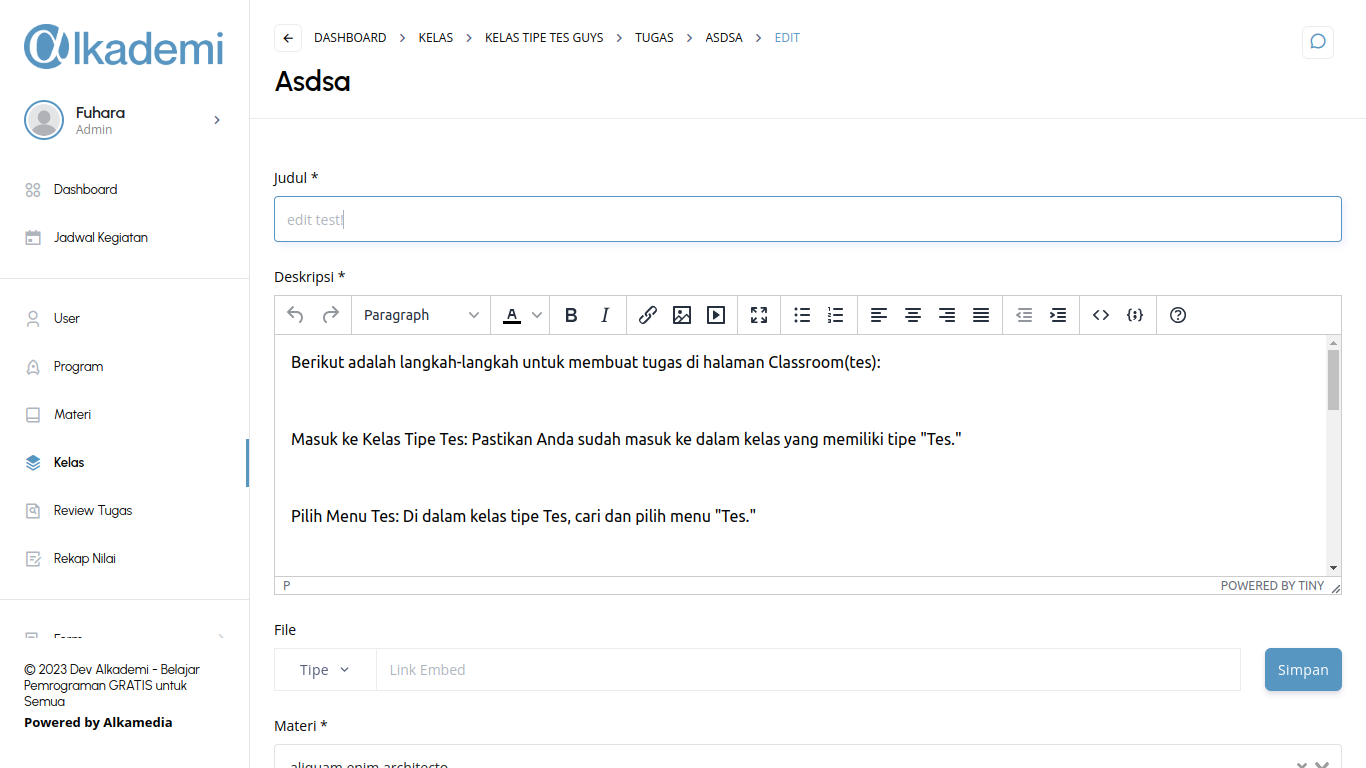 Alkademi
Fuhara
Admin
Dashboard
Jadwal Kegiatan
User
Program
Materi
Kelas
Review Tugas
Rekap Nilai
Form
© 2023 Dev Alkademi - Belajar
Pemrograman GRATIS untuk
Semua
Powered by Alkamedia
DASHBOARD > KELAS > KELAS TIPE TES GUYS > TUGAS > ASDSA > EDIT
Asdsa
Judul *
edit test!
Deskripsi *
Paragraph A B I
Berikut adalah langkah-langkah untuk membuat tugas di halaman Classroom(tes):
Masuk ke Kelas Tipe Tes: Pastikan Anda sudah masuk ke dalam kelas yang memiliki tipe "Tes."
Pilih Menu Tes: Di dalam kelas tipe Tes, cari dan pilih menu "Tes."
P POWERED BY TINY
File
Tipe Link Embed Simpan
Materi *
aliquam enim architecto